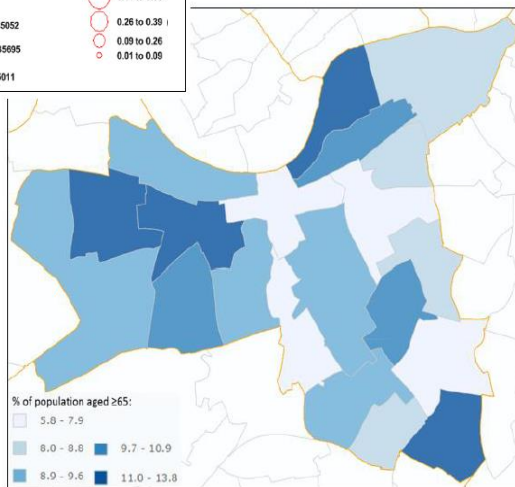 5052
0.26 to 0.39
0.09 to 0.26
5695
0.01 to 0.09
5011
% of population aged ≥65:
5.8 - 7.9
8.0 - 8.8
9.7 - 10.9
8.9 - 9.6
11.0 - 13.8